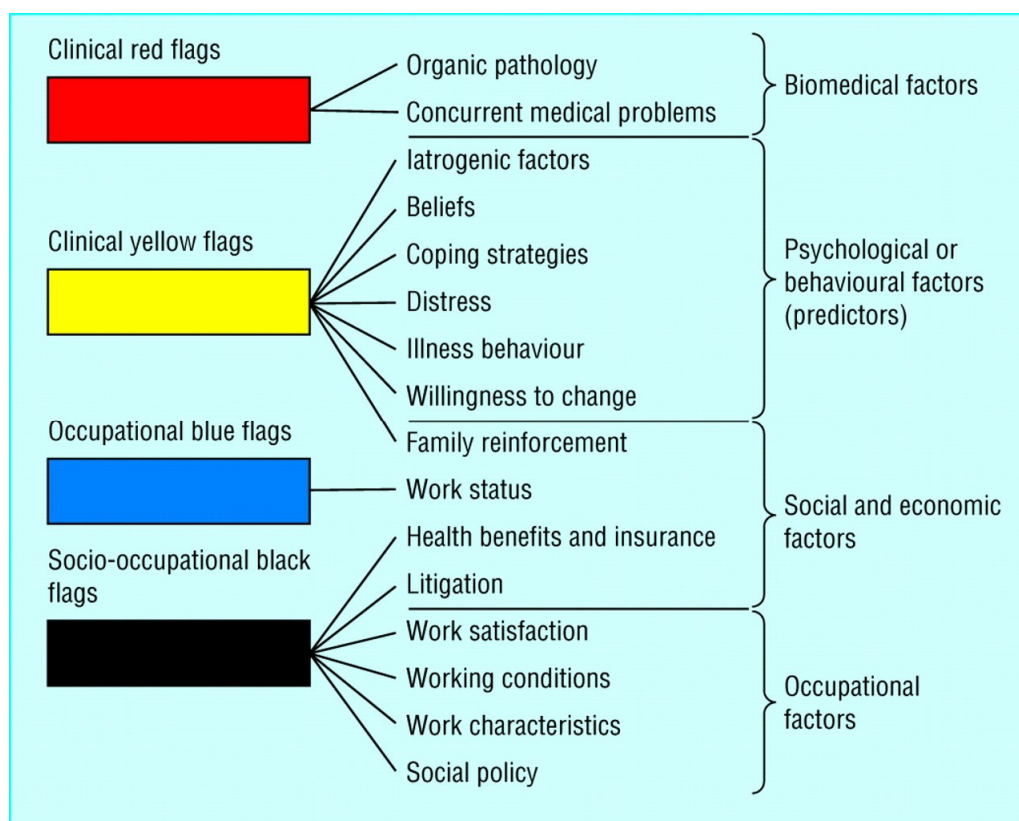 Clinical red flags
Organic pathology
Concurrent medical problems
Biomedical factors
Clinical yellow flags
Iatrogenic factors
Beliefs
Coping strategies
Distress
Illness behaviour
Willingness to change
Psychological or
behavioural factors
(predictors)
Occupational blue flags
Family reinforcement
Work status
Health benefits and insurance
Litigation
Social and economic
factors
Socio-occupational black
flags
Work satisfaction
Working conditions
Work characteristics
Social policy
Occupational
factors